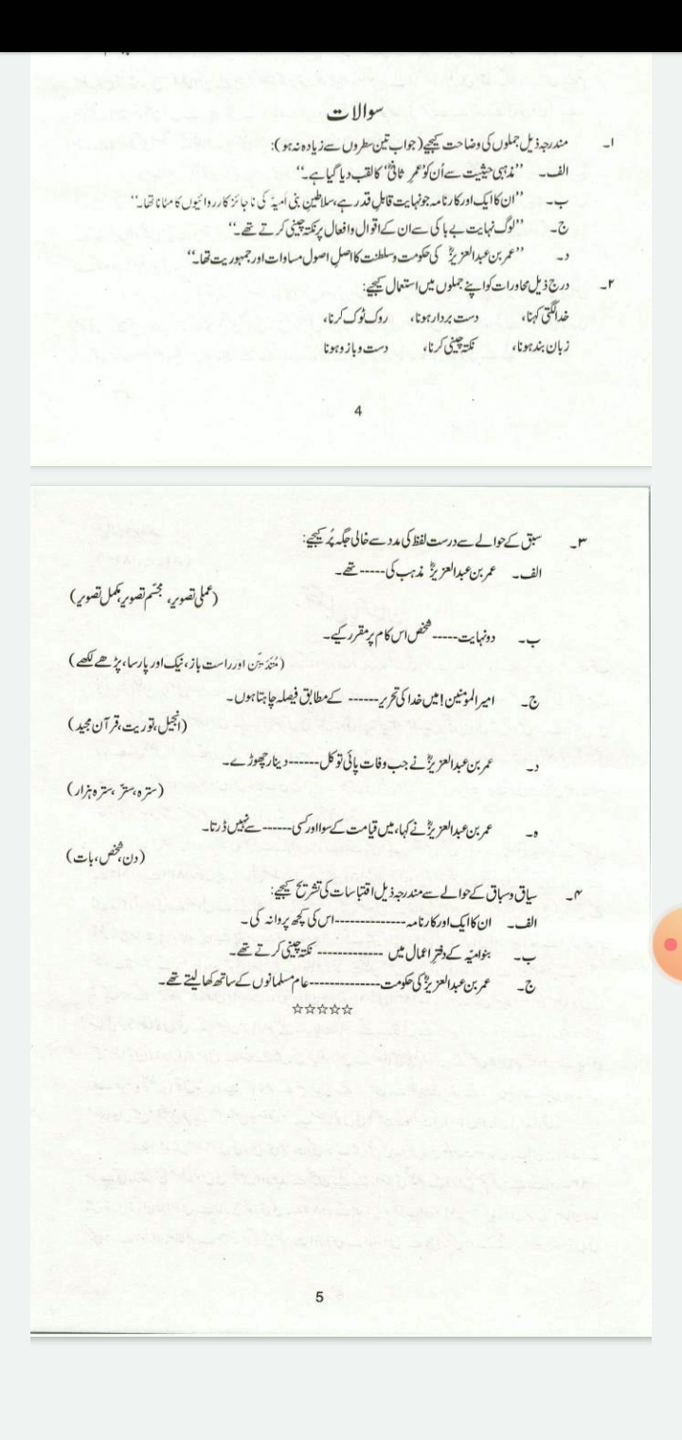 سوالات
۱۔ مندرجہ ذیل جملوں کی وضاحت کیجیے (جواب تین سطروں سے زیادہ نہ ہو):
الف۔ ”مذہبی حیثیت سے اُن کو ’عمرِ ثانیؓ‘ کا لقب دیا گیا ہے۔“
ب۔ ”ان کا ایک اور کارنامہ جو نہایت قابلِ قدر ہے، سلاطینِ بنی اُمیہ کی ناجائز کارروائیوں کا مٹانا تھا۔“
ج۔ ”لوگ نہایت بے باکی سے ان کے اقوال و افعال پر نکتہ چینی کرتے تھے۔“
د۔ ”عمر بن عبدالعزیزؒ کی حکومت و سلطنت کا اصل اصول مساوات اور جمہوریت تھا۔“
۲۔ درج ذیل محاورات کو اپنے جملوں میں استعمال کیجیے:
خدا لگتی کہنا، دست بردار ہونا، روک ٹوک کرنا،
زبان بند ہونا، نکتہ چینی کرنا، دست و بازو ہونا
4
۳۔ سبق کے حوالے سے درست لفظ کی مدد سے خالی جگہ پُر کیجیے:
الف۔ عمر بن عبدالعزیزؒ مذہب کی ----- تھے۔
(عملی تصویر، مجسّم تصویر، مکمل تصویر)
ب۔ دو نہایت ----- شخص اس کام پر مقرر کیے۔
(مُتَدَیِّن اور راست باز، نیک اور پارسا، پڑھے لکھے)
ج۔ امیر المؤمنین! میں خدا کی تحریر ------ کے مطابق فیصلہ چاہتا ہوں۔
(انجیل، توریت، قرآن مجید)
د۔ عمر بن عبدالعزیزؒ نے جب وفات پائی تو کل ------ دینار چھوڑے۔
(سترہ، ستّر، سترہ ہزار)
ہ۔ عمر بن عبدالعزیزؒ نے کہا، میں قیامت کے سوا اور کسی ------ سے نہیں ڈرتا۔
(دن، شخص، بات)
۴۔ سیاق و سباق کے حوالے سے مندرجہ ذیل اقتباسات کی تشریح کیجیے:
الف۔ ان کا ایک اور کارنامہ ------------- اس کی کچھ پروا نہ کی۔
ب۔ بنو امیّہ کے دفترِ اعمال میں ------------ نکتہ چینی کرتے تھے۔
ج۔ عمر بن عبدالعزیزؒ کی حکومت ------------- عام مسلمانوں کے ساتھ کھا لیتے تھے۔
☆☆☆☆☆
5